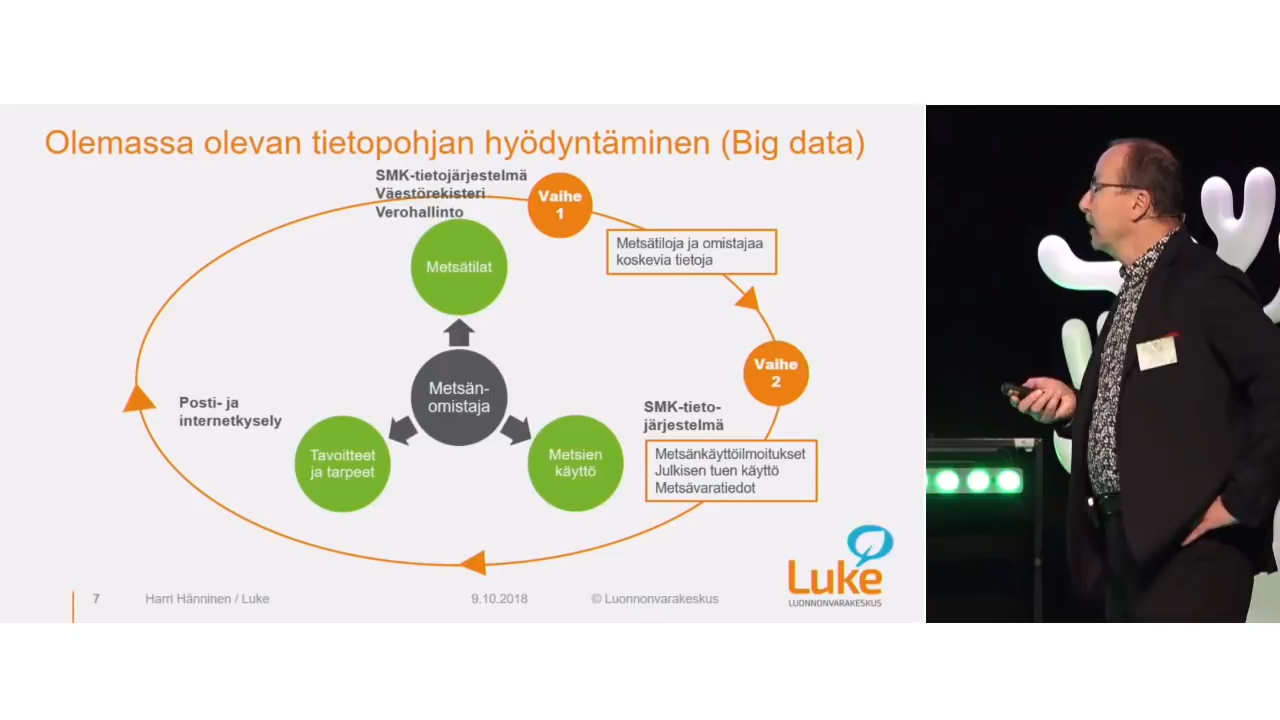 Olemassa olevan tietopohjan hyödyntäminen (Big data)
SMK-tietojärjestelmä
Väestörekisteri
Verohallinto
Vaihe
1
Metsätiloja ja omistajaa
koskevia tietoja
Metsätilat
Vaihe
2
Metsän-
omistaja
Posti- ja
internetkysely
SMK-tieto-
järjestelmä
Tavoitteet
ja tarpeet
Metsien
käyttö
Metsänkäyttöilmoitukset
Julkisen tuen käyttö
Metsävaratiedot
Luke
LUONNONVARAKESKUS
7 Harri Hänninen / Luke 9.10.2018 © Luonnonvarakeskus